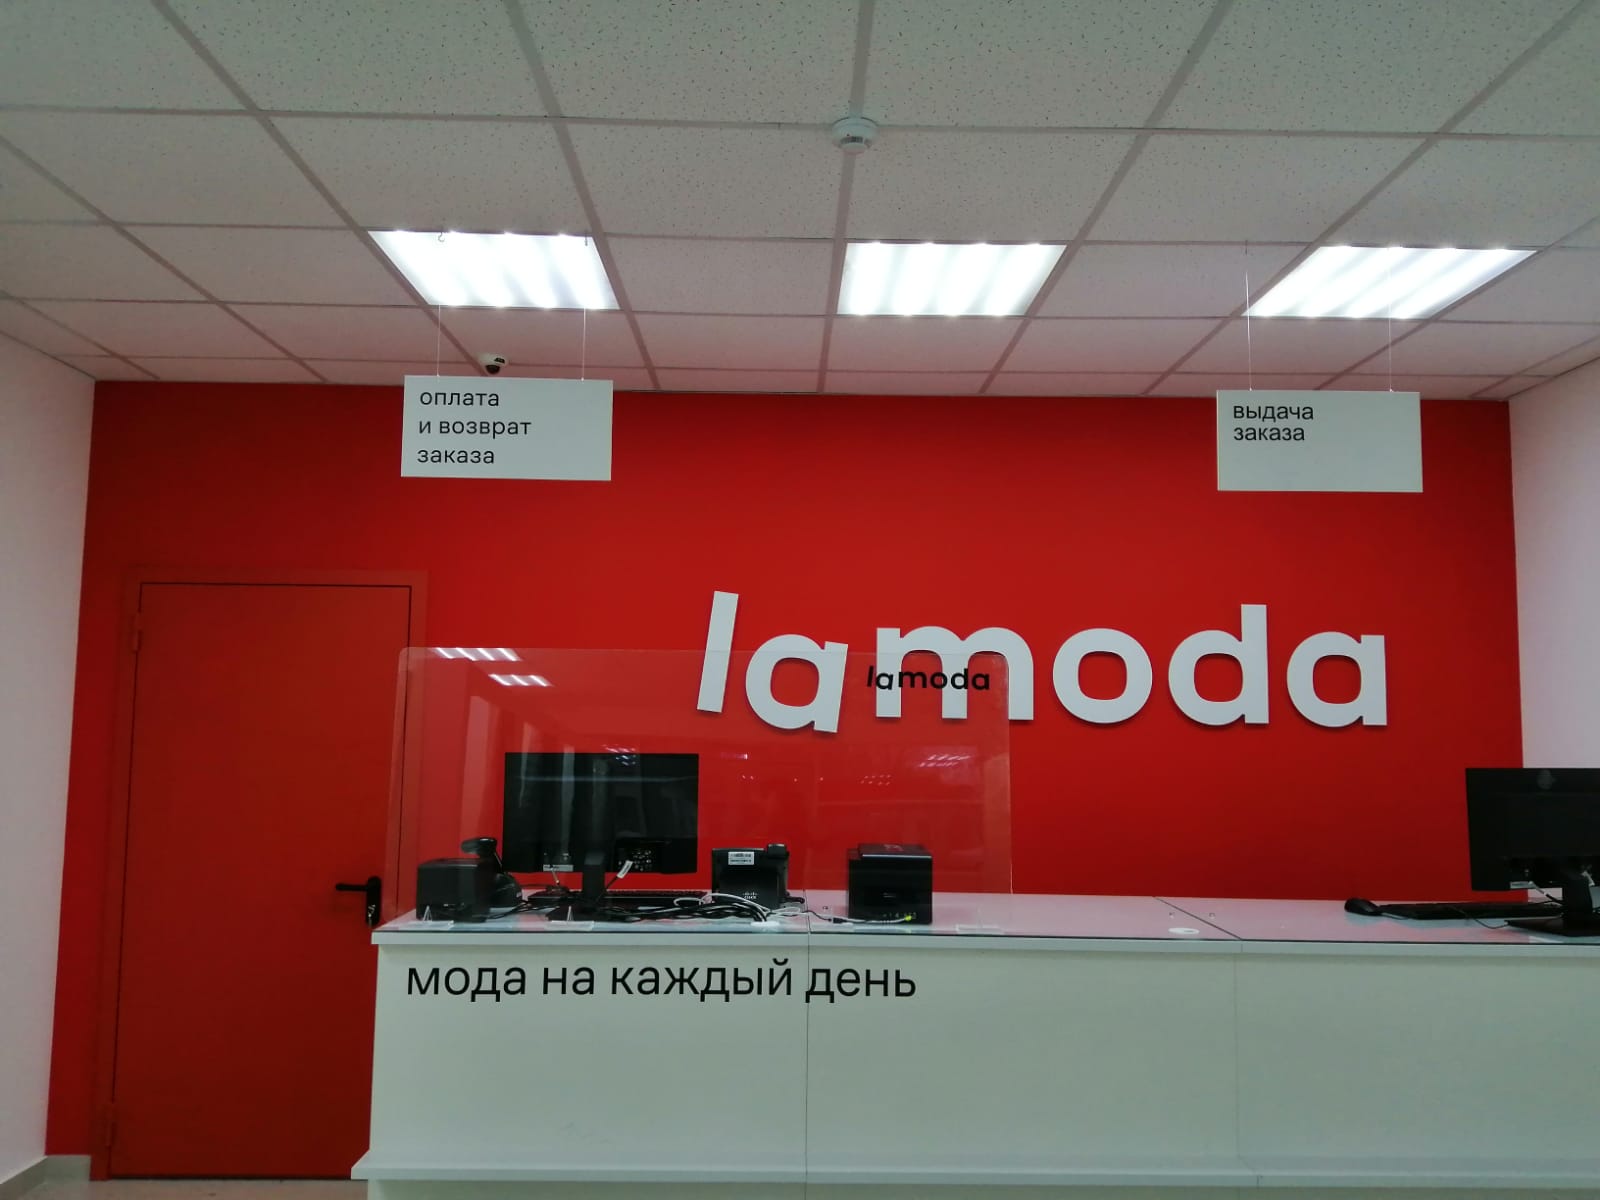 оплата
и возврат
заказа
выдача
заказа
lamoda
lamoda
мода на каждый день